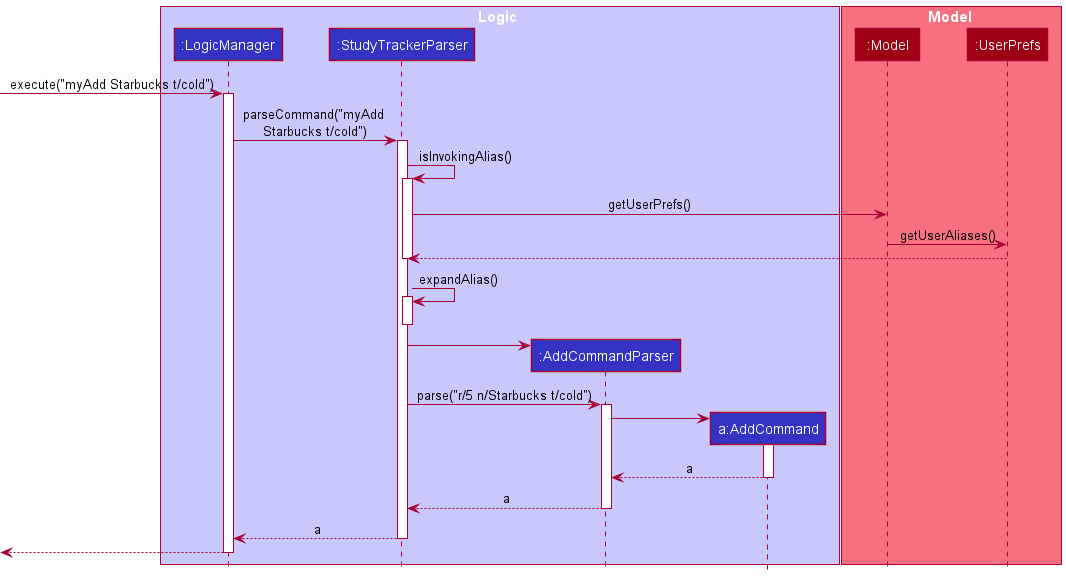 Logic
Model
:LogicManager
:StudyTrackerParser
:Model
:UserPrefs
execute("myAdd Starbucks t/cold")
parseCommand("myAdd
Starbucks t/cold")
isInvokingAlias()
getUserPrefs()
getUserAliases()
expandAlias()
:AddCommandParser
parse("r/5 n/Starbucks t/cold")
a:AddCommand
a
a
a